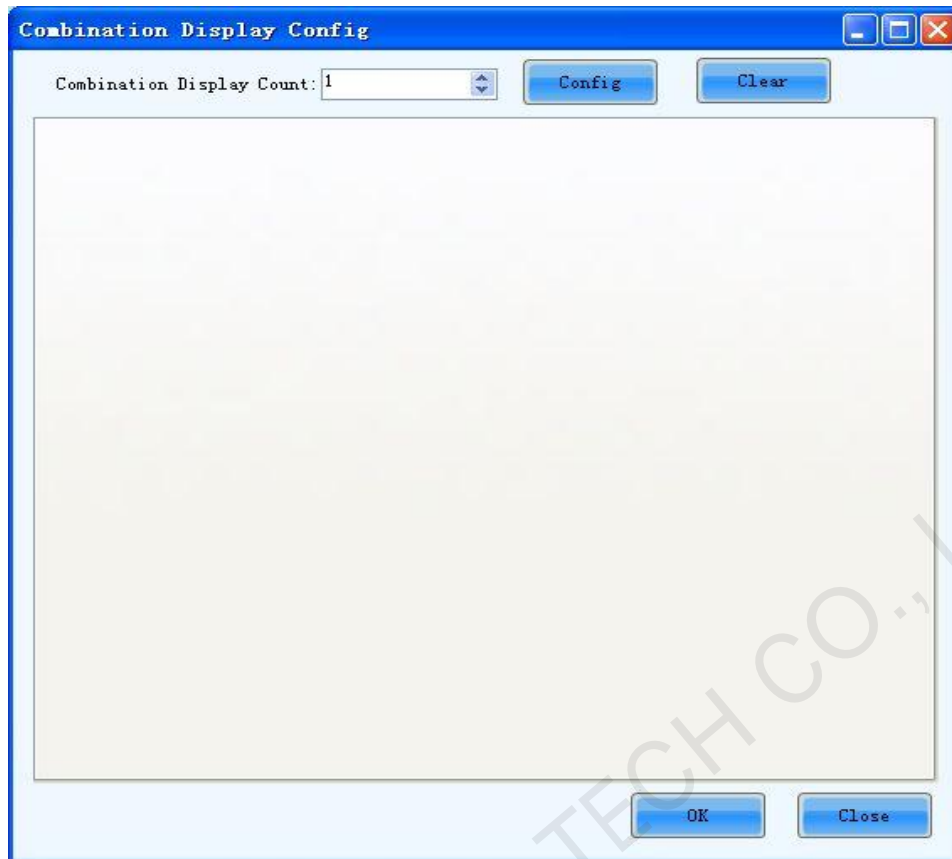 Combination Display Config
Combination Display Count: 1 Config Clear
TECH CO., 
OK Close